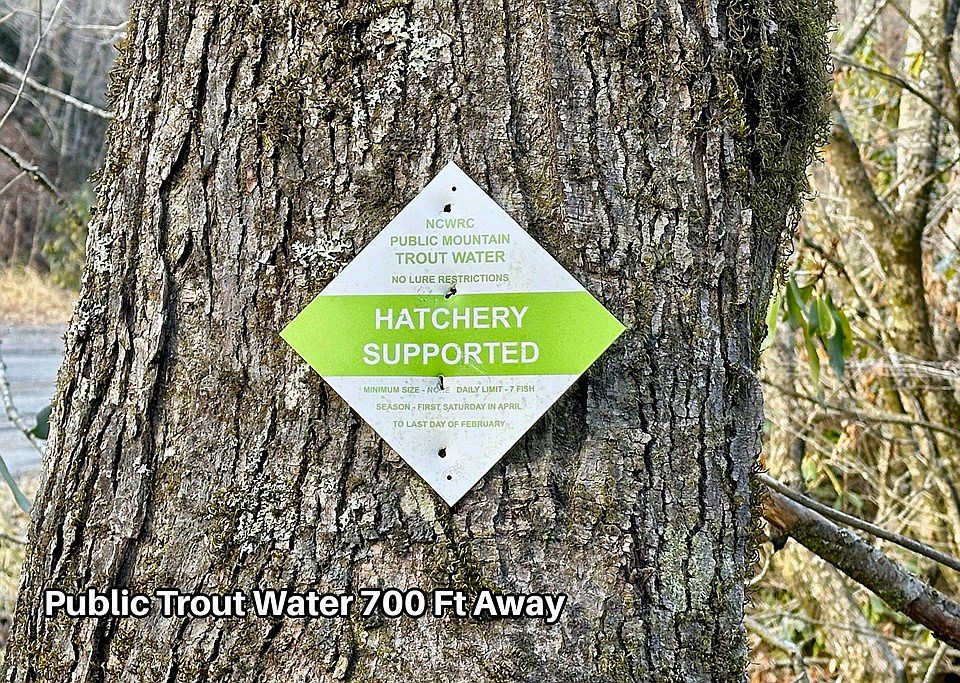 NCWRC
PUBLIC MOUNTAIN
TROUT WATER
NO LURE RESTRICTIONS
HATCHERY
SUPPORTED
MINIMUM SIZE - NONE DAILY LIMIT - 7 FISH
SEASON - FIRST SATURDAY IN APRIL
TO LAST DAY OF FEBRUARY
Public Trout Water 700 Ft Away